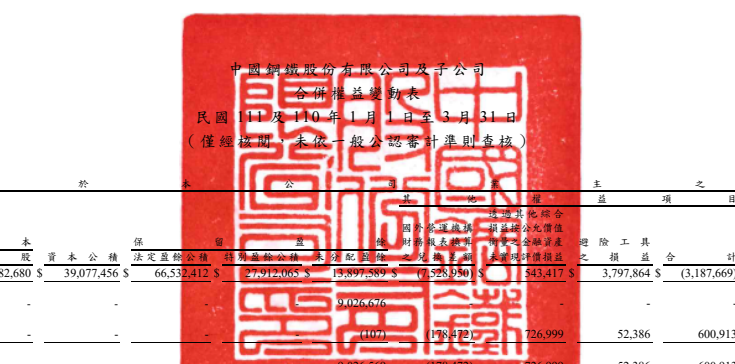 中國鋼鐵股份有限公司及子公司
合併權益變動表
民國 111 及 110 年 1 月 1 日至 3 月 31 日
（僅經核閱，未依一般公認審計準則查核）
於 本 公 司 業 主 之
其 他 權 益 項 目
透過其他綜合
國外營運機構 損益按公允價值
本 保 留 盈 餘 財務報表換算 衡量之金融資產 避險工具
股 資本公積 法定盈餘公積 特別盈餘公積 未分配盈餘 之兌換差額 未實現評價損益 之損益 合計
82,680 $ 39,077,456 $ 66,532,412 $ 27,912,065 $ 13,897,589 $ (7,528,950) $ 543,417 $ 3,797,864 $ (3,187,669)
- - - - 9,026,676 - - - -
- - - - (107) (178,472) 726,999 52,386 600,913